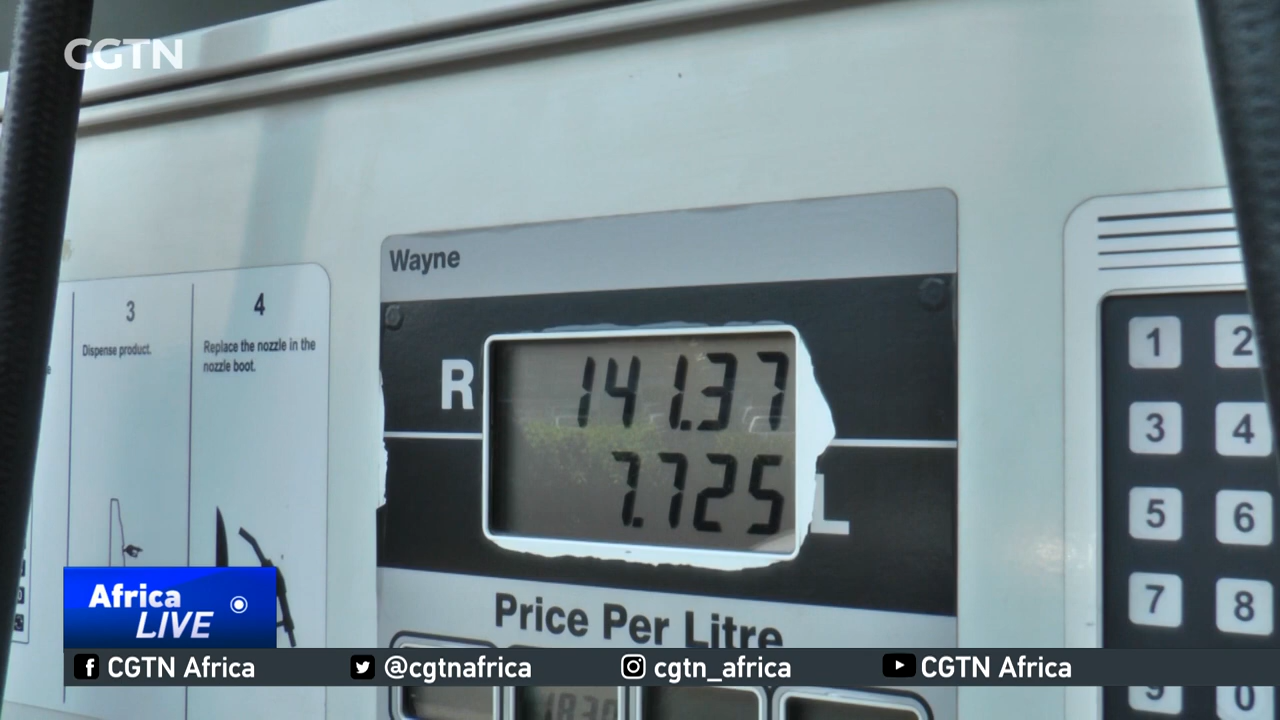 CGTN
Wayne
3
4
Dispense product.
Replace the nozzle in the
nozzle boot.
R
141.37
7.725
L
Price Per Litre
1 2
3 4
5 6
7 8
9 0
Africa
LIVE
CGTN Africa
@cgtnafrica
cgtn_africa
CGTN Africa